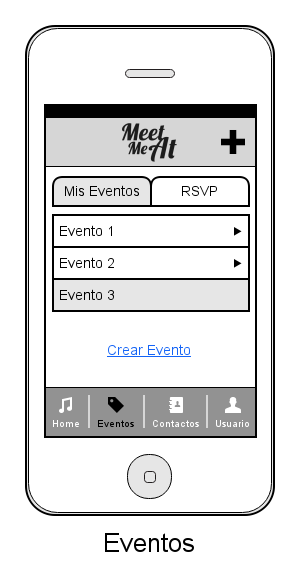 Meet
Me At
Mis Eventos
RSVP
Evento 1
Evento 2
Evento 3
Crear Evento
Home
Eventos
Contactos
Usuario
Eventos